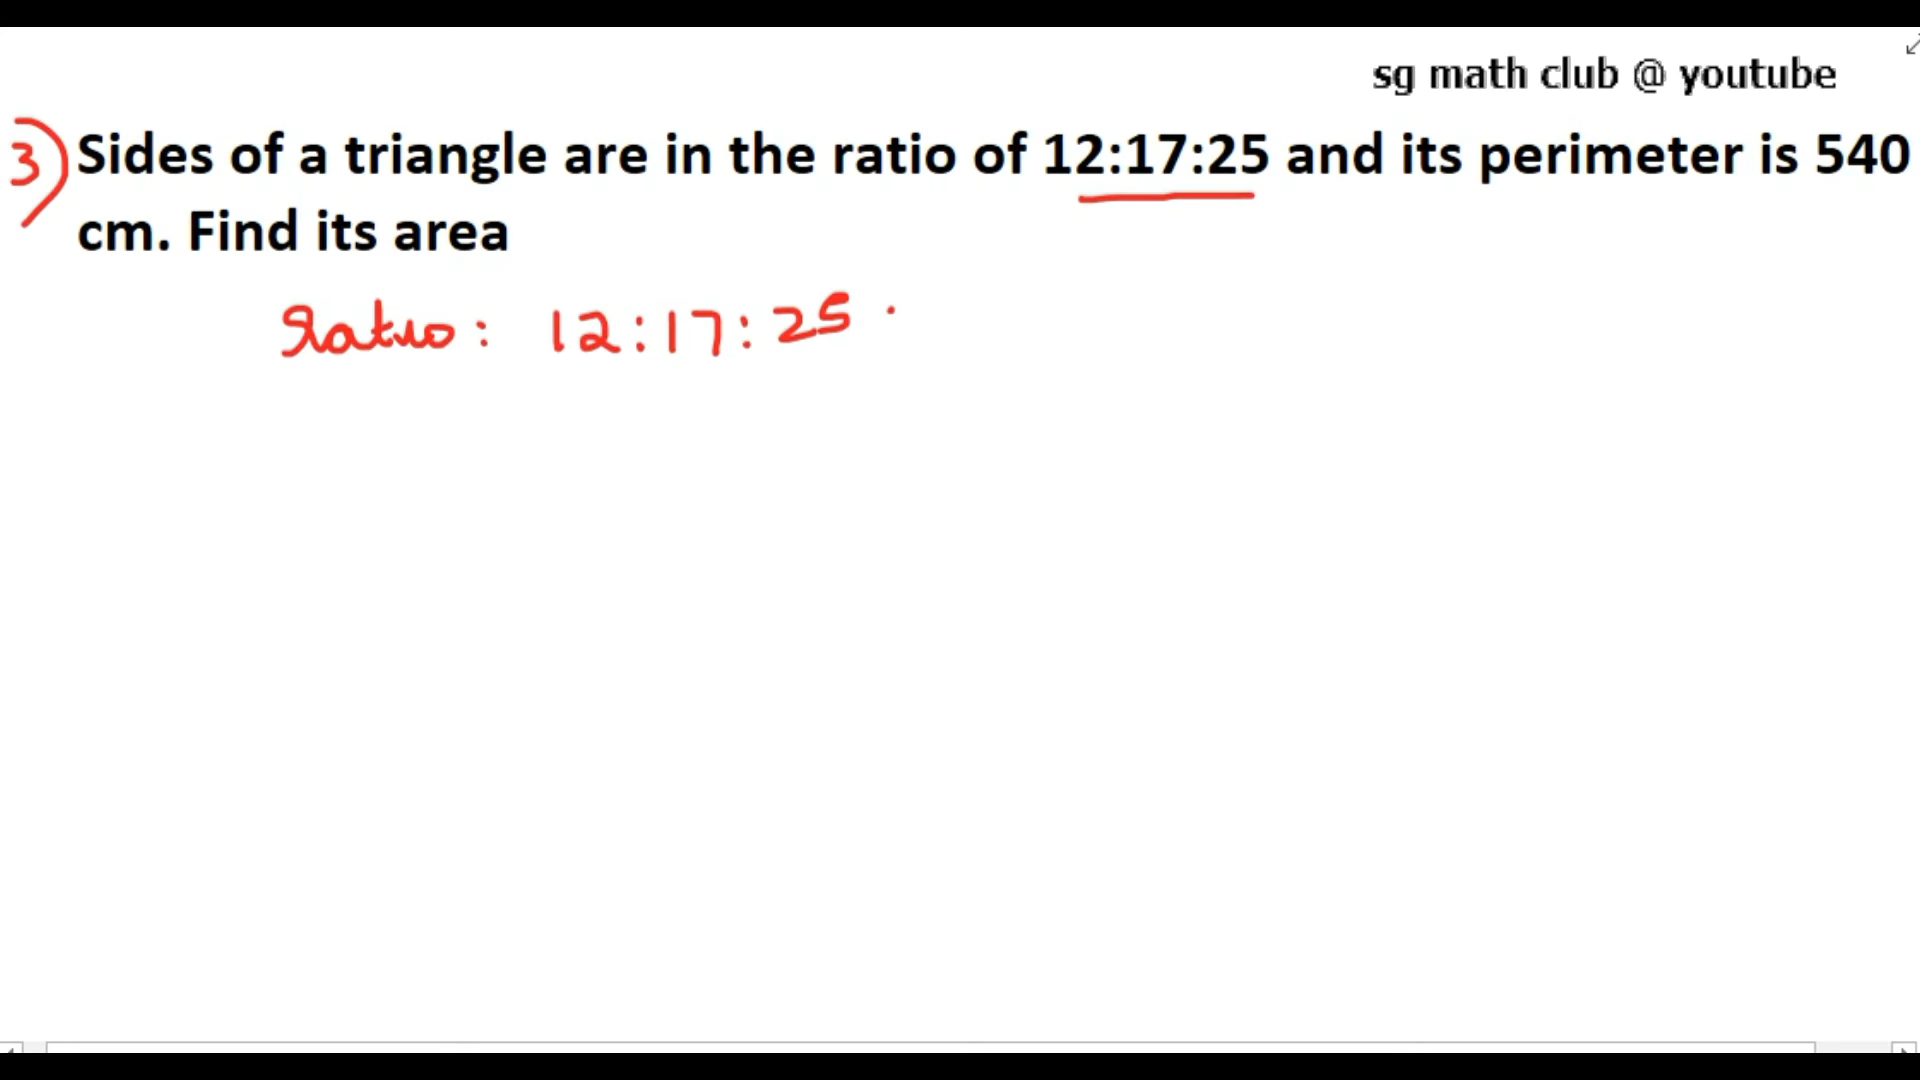 sg math club @ youtube
3) Sides of a triangle are in the ratio of 12:17:25 and its perimeter is 540
cm. Find its area
Ratio: 12:17:25 .